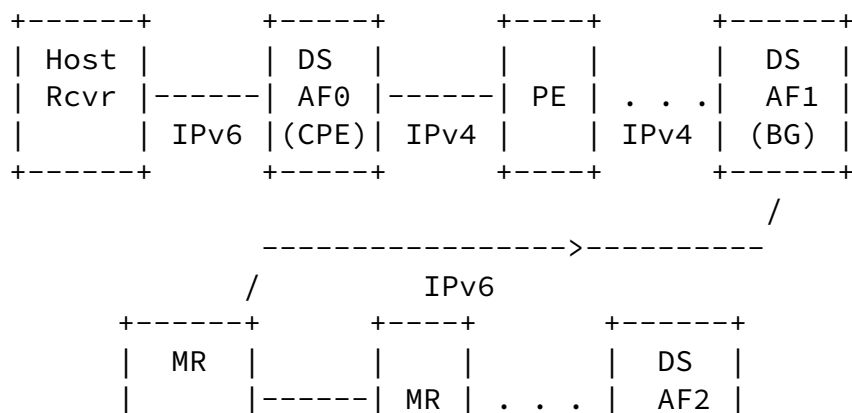 +------+      +-----+      +----+      +------+
| Host |      | DS  |      |    |      |  DS  |
| Rcvr |------| AF0 |------| PE | . . .|  AF1 |
|      | IPv6 |(CPE)| IPv4 |    | IPv4 | (BG) |
+------+      +-----+      +----+      +------+
                                          /
              ----------------->----------
             /         IPv6
      +------+      +----+       +------+
      |  MR  |      |    |       |  DS  |
      |      |------| MR | . . . |  AF2 |